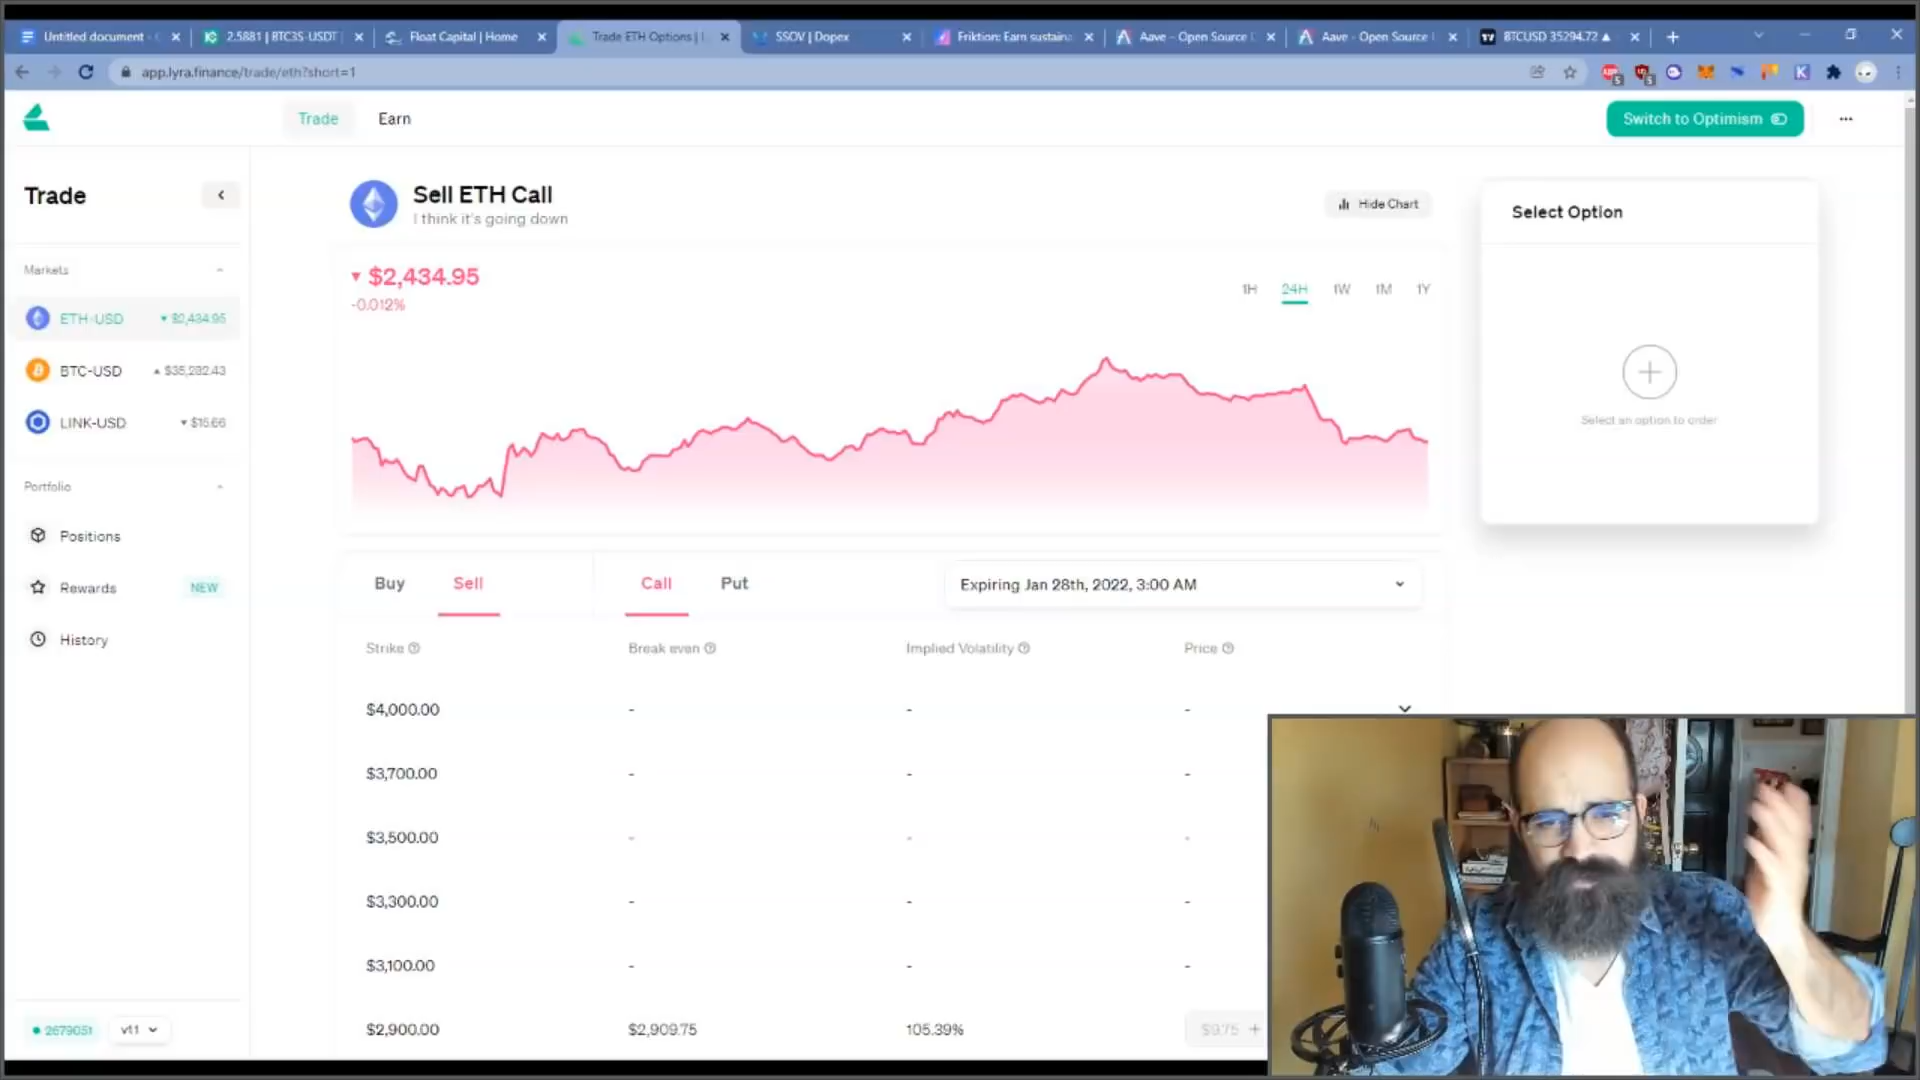 Untitled document -
2.5881 | BTC3S-USDT
Float Capital | Home
Trade ETH Options |
SSOV | Dopex
Friktion: Earn sustaina
Aave - Open Source
Aave - Open Source
BTCUSD 35294.72 ▲
app.lyra.finance/trade/eth?short=1
Trade
Earn
Switch to Optimism
Trade
Markets
ETH-USD ▼ $2,434.95
BTC-USD ▲ $35,282.43
LINK-USD ▼ $15.66
Portfolio
Positions
Rewards NEW
History
2679051
v1.1
Sell ETH Call
I think it's going down
Hide Chart
▼ $2,434.95
-0.012%
1H 24H 1W 1M 1Y
Buy Sell Call Put Expiring Jan 28th, 2022, 3:00 AM
Strike Break even Implied Volatility Price
$4,000.00 - - -
$3,700.00 - - -
$3,500.00 - - -
$3,300.00 - - -
$3,100.00 - - -
$2,900.00 $2,909.75 105.39% $9.75 +
Select Option
Select an option to order